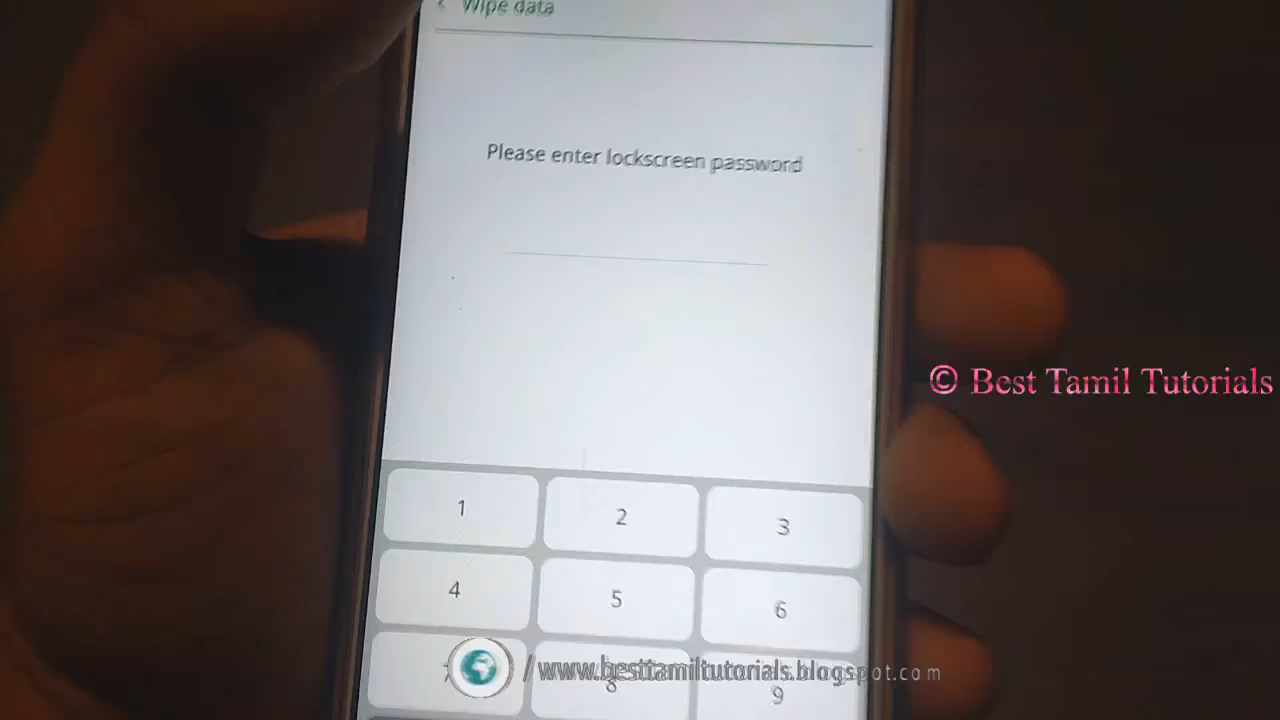 Wipe data
Please enter lockscreen password
© Best Tamil Tutorials
1 2 3
4 5 6
/ www.besttamiltutorials.blogspot.com
8 9